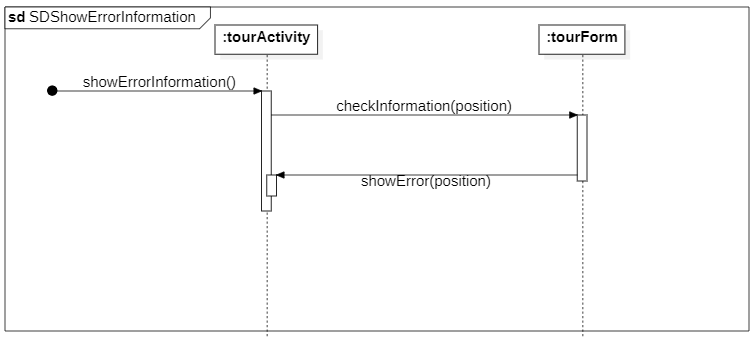 sd SDShowErrorInformation
:tourActivity
:tourForm
showErrorInformation()
checkInformation(position)
showError(position)